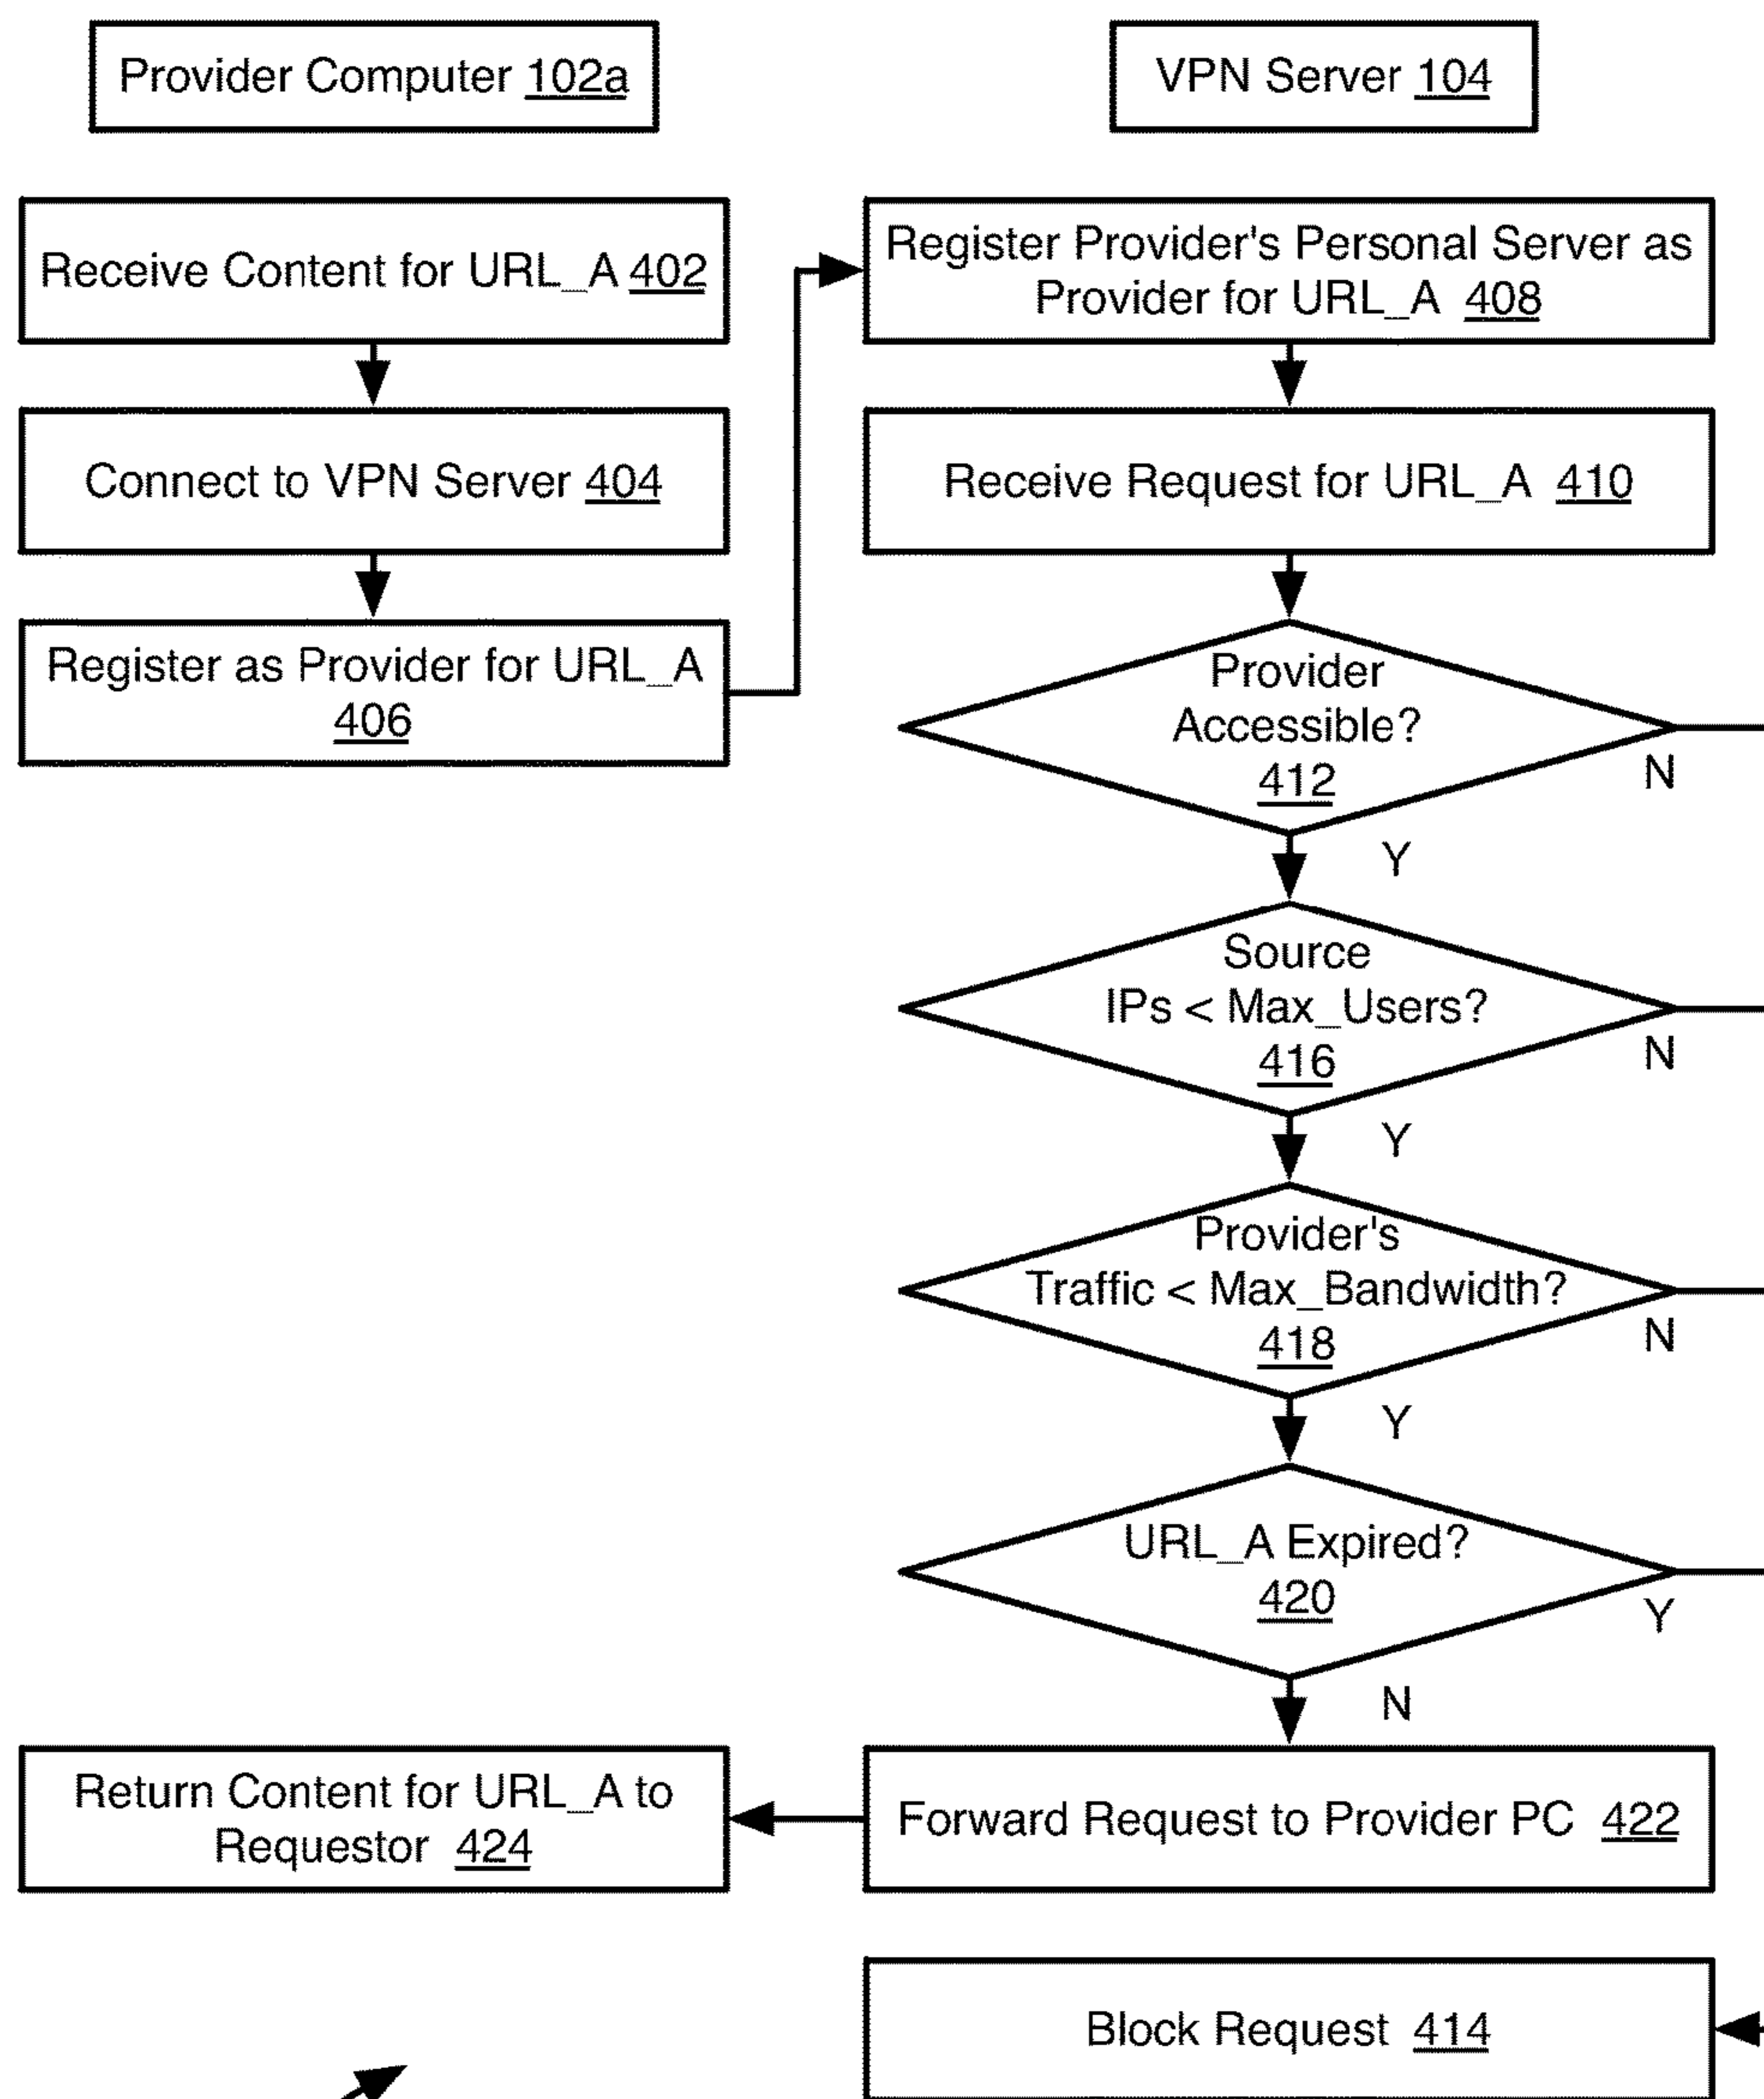 Provider Computer 102a
VPN Server 104
Receive Content for URL_A 402
Register Provider's Personal Server as
Provider for URL_A 408
Connect to VPN Server 404
Receive Request for URL_A 410
Register as Provider for URL_A
406
Provider
Accessible?
412
N
Y
Source
IPs < Max_Users?
416
N
Y
Provider's
Traffic < Max_Bandwidth?
418
N
Y
URL_A Expired?
420
Y
N
Return Content for URL_A to
Requestor 424
Forward Request to Provider PC 422
Block Request 414